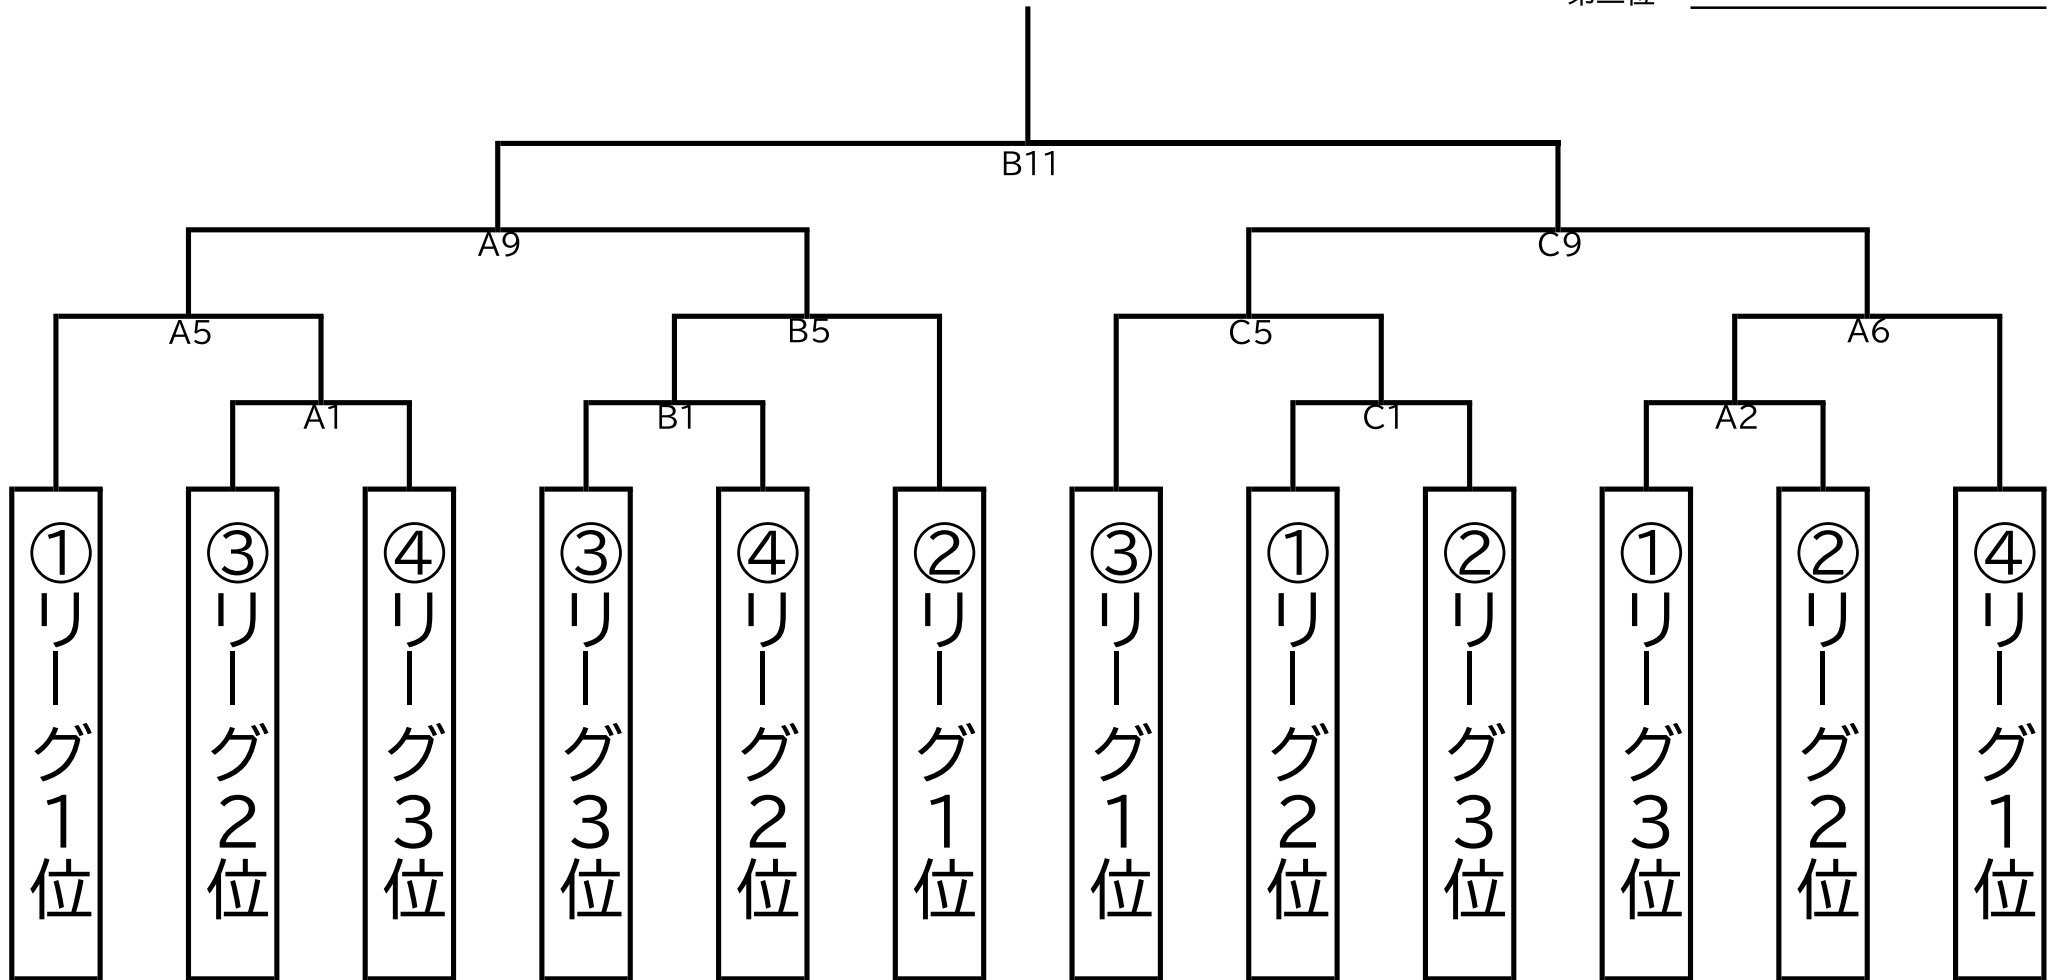 B11
A9
C9
A5
B5
C5
A6
A1
B1
C1
A2
①リーグ1位
③リーグ2位
④リーグ3位
③リーグ3位
④リーグ2位
②リーグ1位
③リーグ1位
①リーグ2位
②リーグ3位
①リーグ3位
②リーグ2位
④リーグ1位